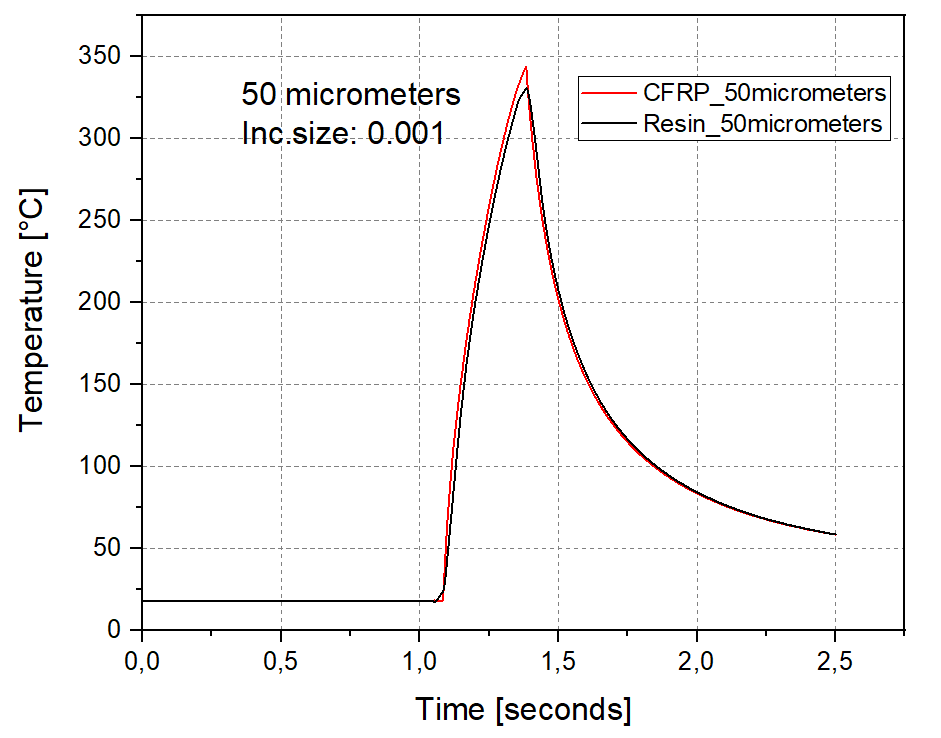 350
300
250
200
150
100
50
0
Temperature [°C]
50 micrometers
Inc.size: 0.001
CFRP_50micrometers
Resin_50micrometers
0,0 0,5 1,0 1,5 2,0 2,5
Time [seconds]